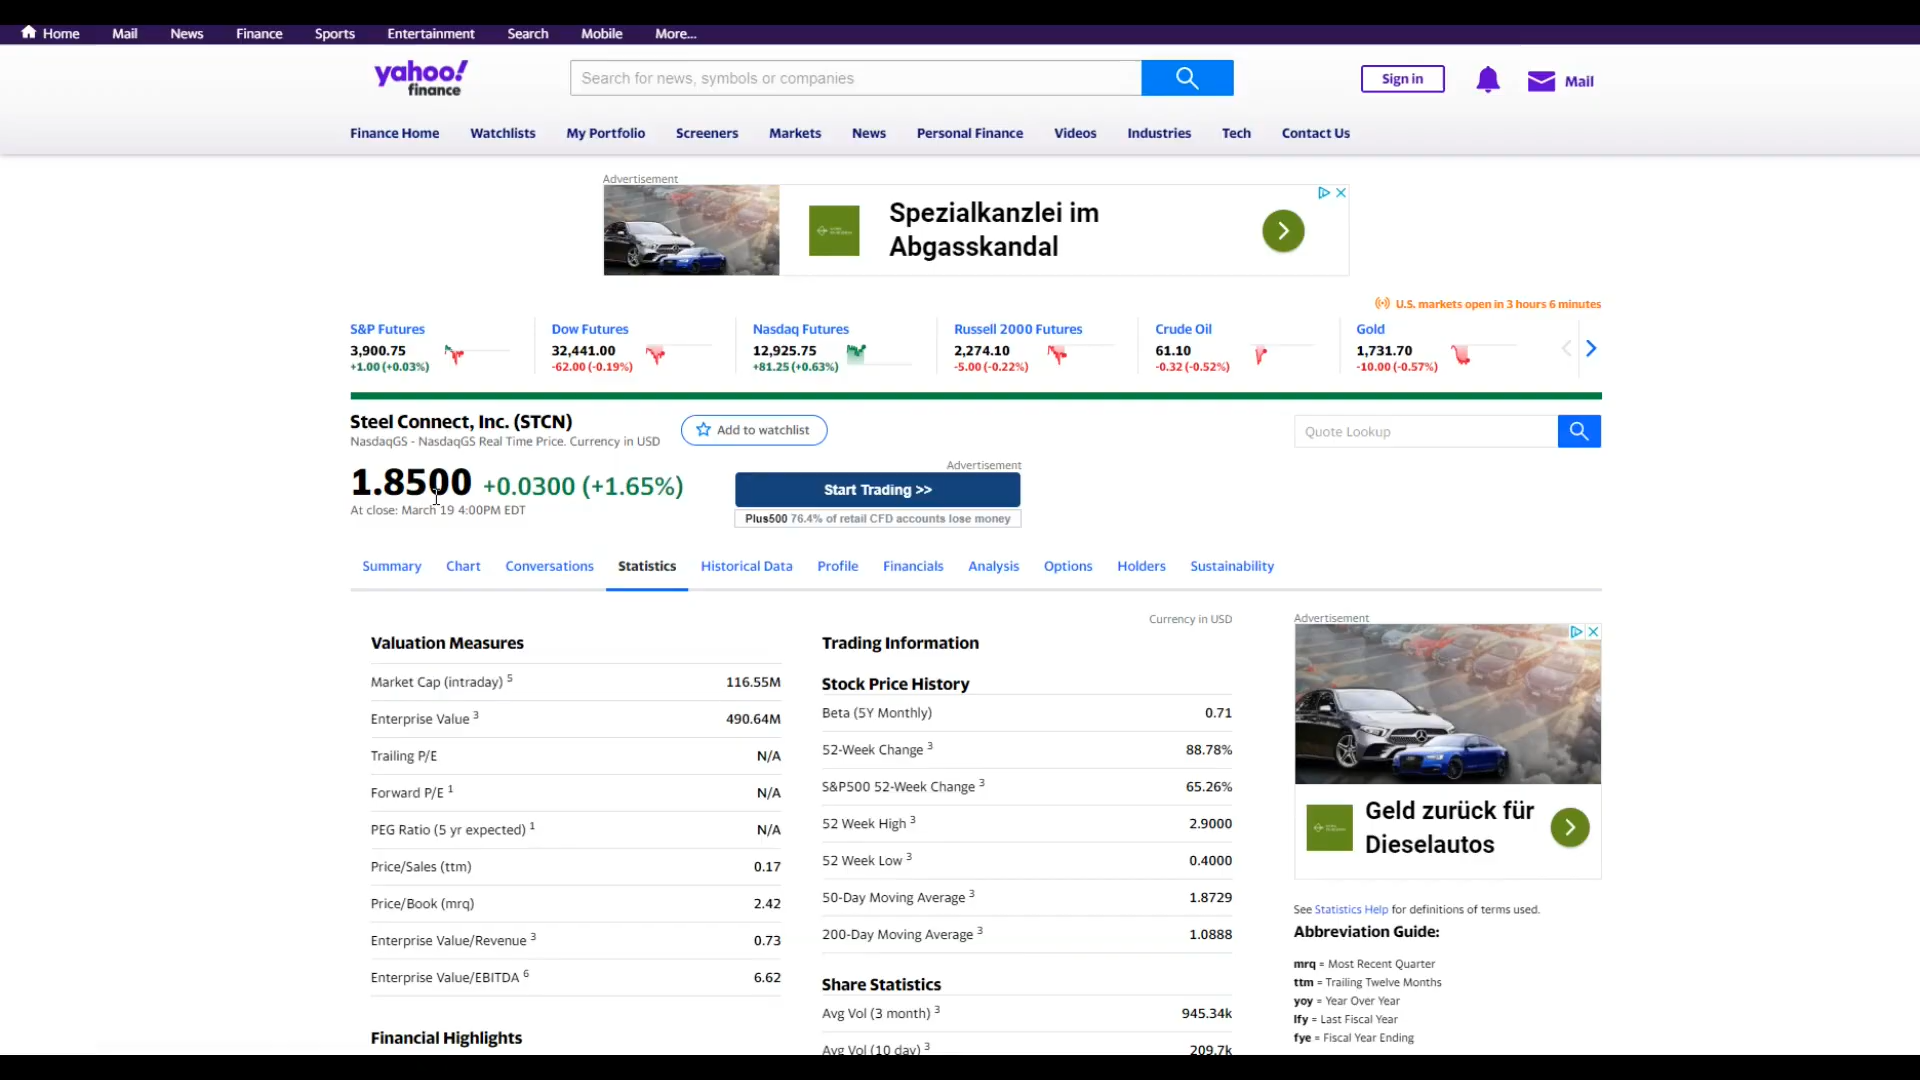 Home Mail News Finance Sports Entertainment Search Mobile More...
yahoo!
finance
Search for news, symbols or companies
Sign in
Mail
Finance Home Watchlists My Portfolio Screeners Markets News Personal Finance Videos Industries Tech Contact Us
Advertisement
Spezialkanzlei im
Abgasskandal
U.S. markets open in 3 hours 6 minutes
S&P Futures
3,900.75
+1.00 (+0.03%)
Dow Futures
32,441.00
-62.00 (-0.19%)
Nasdaq Futures
12,925.75
+81.25 (+0.63%)
Russell 2000 Futures
2,274.10
-5.00 (-0.22%)
Crude Oil
61.10
-0.32 (-0.52%)
Gold
1,731.70
-10.00 (-0.57%)
Steel Connect, Inc. (STCN)
NasdaqGS - NasdaqGS Real Time Price. Currency in USD
Add to watchlist
Quote Lookup
1.8500 +0.0300 (+1.65%)
At close: March 19 4:00PM EDT
Advertisement
Start Trading >>
Plus500 76.4% of retail CFD accounts lose money
Summary Chart Conversations Statistics Historical Data Profile Financials Analysis Options Holders Sustainability
Currency in USD
Valuation Measures
Market Cap (intraday) 5 116.55M
Enterprise Value 3 490.64M
Trailing P/E N/A
Forward P/E 1 N/A
PEG Ratio (5 yr expected) 1 N/A
Price/Sales (ttm) 0.17
Price/Book (mrq) 2.42
Enterprise Value/Revenue 3 0.73
Enterprise Value/EBITDA 6 6.62
Financial Highlights
Trading Information
Stock Price History
Beta (5Y Monthly) 0.71
52-Week Change 3 88.78%
S&P500 52-Week Change 3 65.26%
52 Week High 3 2.9000
52 Week Low 3 0.4000
50-Day Moving Average 3 1.8729
200-Day Moving Average 3 1.0888
Share Statistics
Avg Vol (3 month) 3 945.34k
Avg Vol (10 day) 3 209.7k
Advertisement
Geld zurück für
Dieselautos
See Statistics Help for definitions of terms used.
Abbreviation Guide:
mrq = Most Recent Quarter
ttm = Trailing Twelve Months
yoy = Year Over Year
lfy = Last Fiscal Year
fye = Fiscal Year Ending